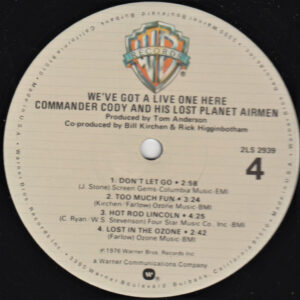 WB
RECORDS
WE'VE GOT A LIVE ONE HERE
COMMANDER CODY AND HIS LOST PLANET AIRMEN
Produced by Tom Anderson
Co-produced by Bill Kirchen & Rick Higginbotham
2LS 2939
4
1. DON'T LET GO • 2:58
(J. Stone) Screen Gems-Columbia Music-BMI
2. TOO MUCH FUN • 3:24
(Kirchen-Farlow) Ozone Music-BMI
3. HOT ROD LINCOLN • 4:25
(C. Ryan - W.S. Stevenson) Four Star Music Co., Inc.-BMI
4. LOST IN THE OZONE • 2:42
(Farlow) Ozone Music-BMI
℗ 1976 Warner Bros. Records Inc.
a Warner Communications Company